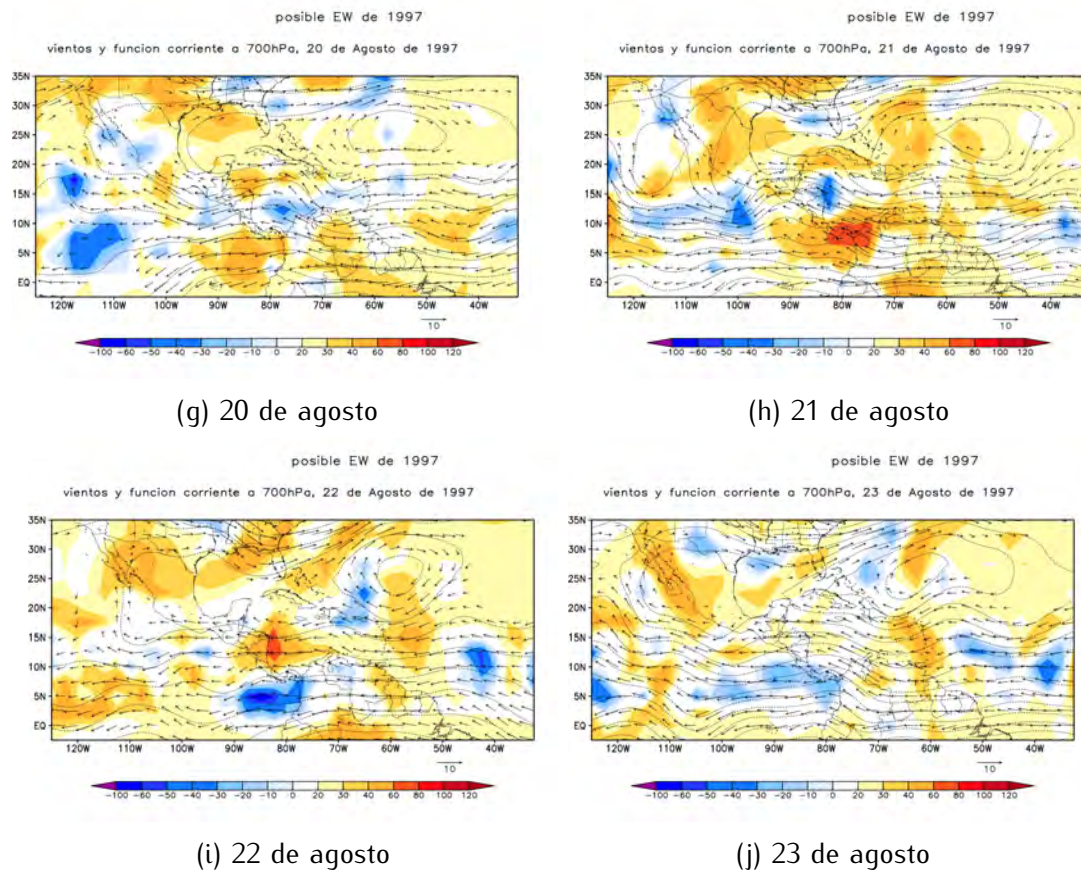 posible EW de 1997
vientos y funcion corriente a 700hPa, 20 de Agosto de 1997
35N
30N
25N
20N
15N
10N
5N
EQ
120W 110W 100W 90W 80W 70W 60W 50W 40W
10
-100 -60 -50 -40 -30 -20 -10 0 20 30 40 60 80 100 120
(g) 20 de agosto
posible EW de 1997
vientos y funcion corriente a 700hPa, 21 de Agosto de 1997
35N
30N
25N
20N
15N
10N
5N
EQ
120W 110W 100W 90W 80W 70W 60W 50W 40W
10
-100 -60 -50 -40 -30 -20 -10 0 20 30 40 60 80 100 120
(h) 21 de agosto
posible EW de 1997
vientos y funcion corriente a 700hPa, 22 de Agosto de 1997
35N
30N
25N
20N
15N
10N
5N
EQ
120W 110W 100W 90W 80W 70W 60W 50W 40W
10
-100 -60 -50 -40 -30 -20 -10 0 20 30 40 60 80 100 120
(i) 22 de agosto
posible EW de 1997
vientos y funcion corriente a 700hPa, 23 de Agosto de 1997
35N
30N
25N
20N
15N
10N
5N
EQ
120W 110W 100W 90W 80W 70W 60W 50W 40W
10
-100 -60 -50 -40 -30 -20 -10 0 20 30 40 60 80 100 120
(j) 23 de agosto